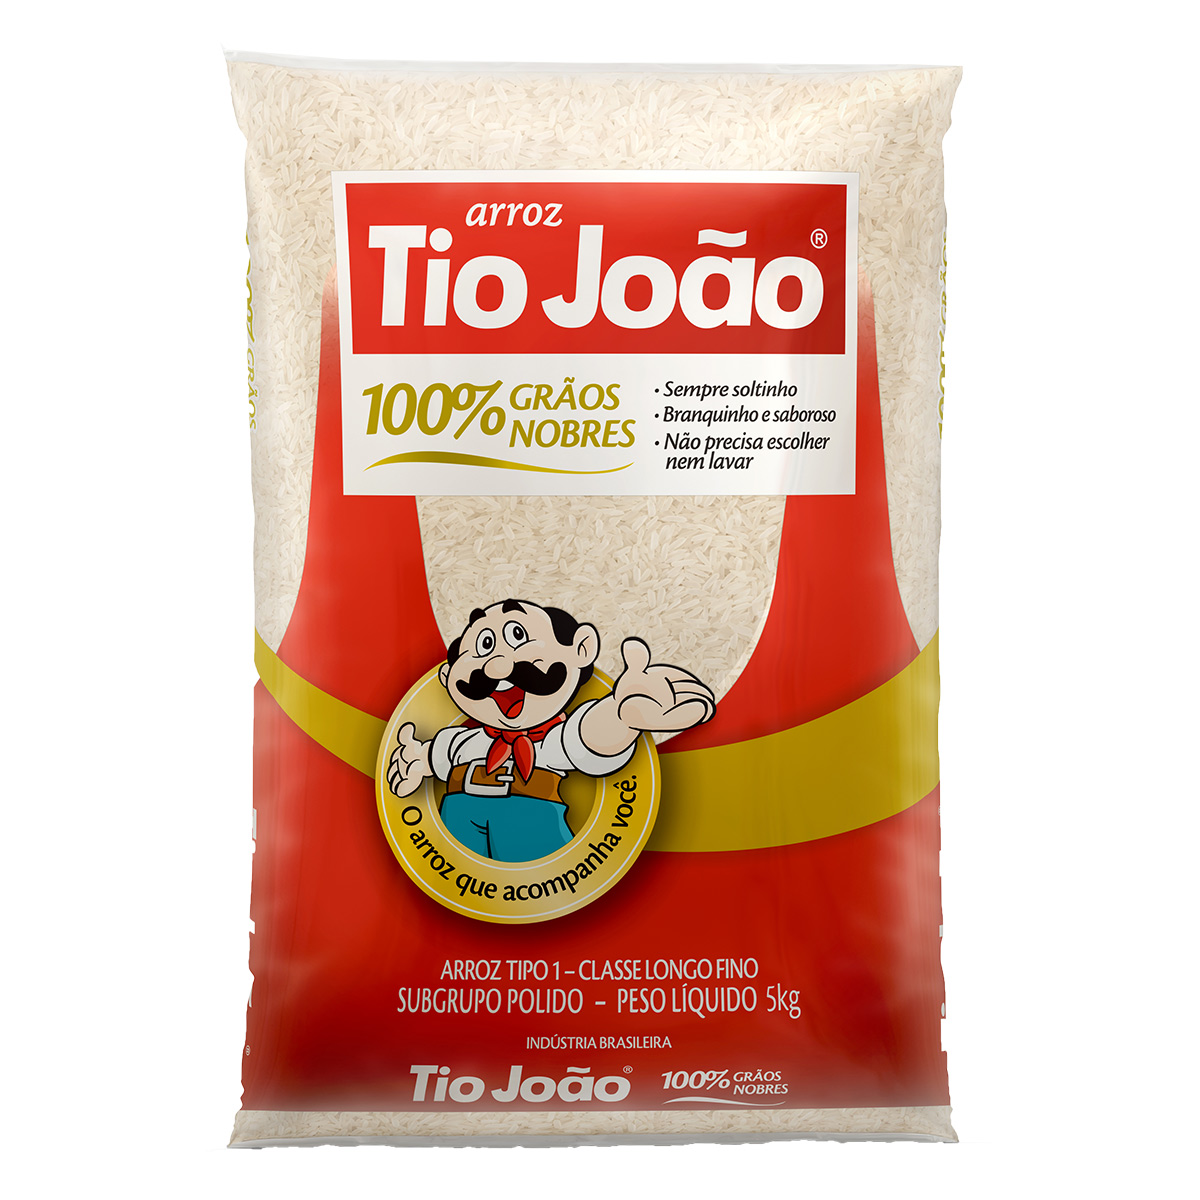 arroz
Tio João®
100% GRÃOS
NOBRES
· Sempre soltinho
· Branquinho e saboroso
· Não precisa escolher
nem lavar
O arroz que acompanha você.
ARROZ TIPO 1 – CLASSE LONGO FINO
SUBGRUPO POLIDO – PESO LÍQUIDO 5kg
INDÚSTRIA BRASILEIRA
Tio João®
100% GRÃOS
NOBRES